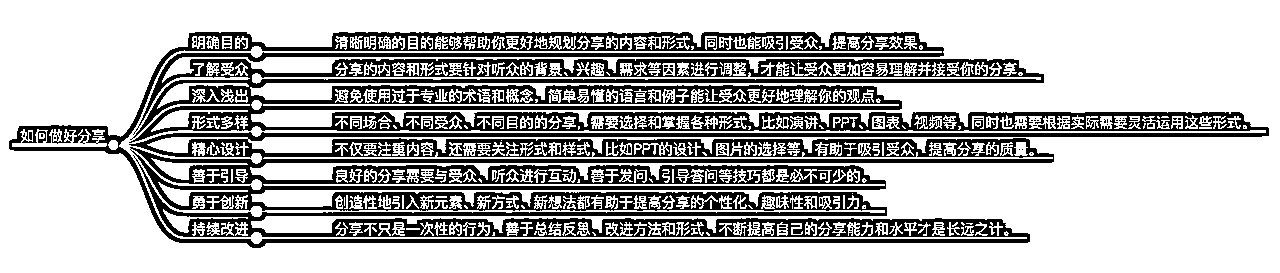 如何做好分享
明确目的
清晰明确的目的能够帮助你更好地规划分享的内容和形式，同时也能吸引受众，提高分享效果。
了解受众
分享的内容和形式要针对听众的背景、兴趣、需求等因素进行调整，才能让受众更加容易理解并接受你的分享。
深入浅出
避免使用过于专业的术语和概念，简单易懂的语言和例子能让受众更好地理解你的观点。
形式多样
不同场合、不同受众、不同目的的分享，需要选择和掌握各种形式，比如演讲、PPT、图表、视频等，同时也需要根据实际需要灵活运用这些形式。
精心设计
不仅要注重内容，还需要关注形式和样式，比如PPT的设计、图片的选择等，有助于吸引受众，提高分享的质量。
善于引导
良好的分享需要与受众、听众进行互动，善于发问、引导答问等技巧都是必不可少的。
勇于创新
创造性地引入新元素、新方式、新想法都有助于提高分享的个性化、趣味性和吸引力。
持续改进
分享不只是一次性的行为，善于总结反思、改进方法和形式、不断提高自己的分享能力和水平才是长远之计。